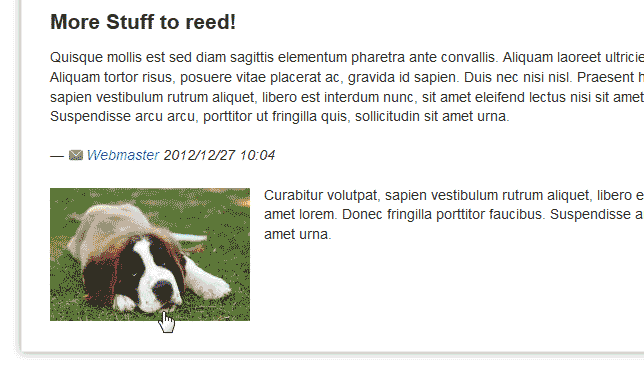 More Stuff to reed!
Quisque mollis est sed diam sagittis elementum pharetra ante convallis. Aliquam laoreet ultricie
Aliquam tortor risus, posuere vitae placerat ac, gravida id sapien. Duis nec nisi nisl. Praesent h
sapien vestibulum rutrum aliquet, libero est interdum nunc, sit amet eleifend lectus nisi sit amet
Suspendisse arcu arcu, porttitor ut fringilla quis, sollicitudin sit amet urna.
— Webmaster 2012/12/27 10:04
Curabitur volutpat, sapien vestibulum rutrum aliquet, libero e
amet lorem. Donec fringilla porttitor faucibus. Suspendisse a
amet urna.